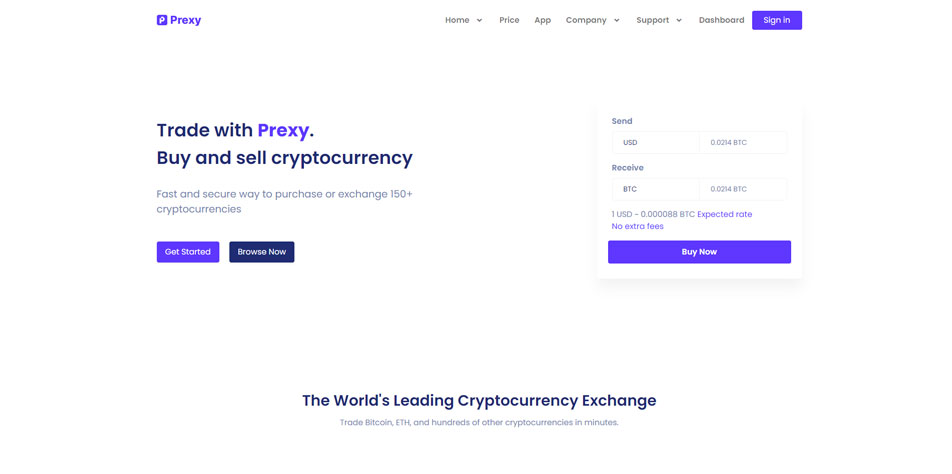 Prexy
Home Price App Company Support Dashboard Sign in
Trade with Prexy.
Buy and sell cryptocurrency
Fast and secure way to purchase or exchange 150+
cryptocurrencies
Get Started Browse Now
Send
USD 0.0214 BTC
Receive
BTC 0.0214 BTC
1 USD ~ 0.000088 BTC Expected rate
No extra fees
Buy Now
The World's Leading Cryptocurrency Exchange
Trade Bitcoin, ETH, and hundreds of other cryptocurrencies in minutes.